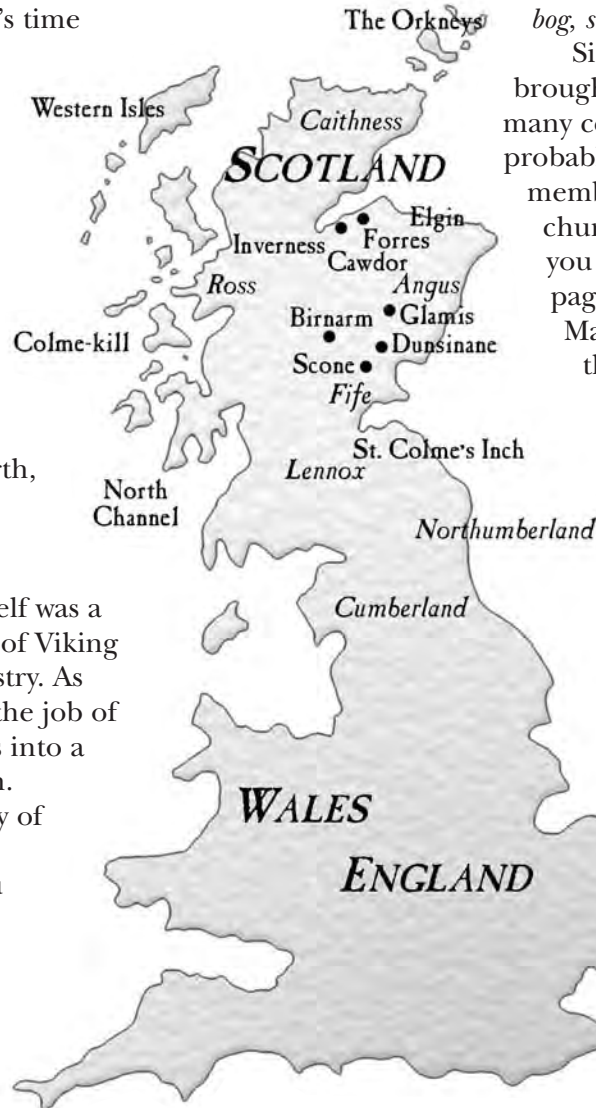 's time
rth,
elf was a
of Viking
stry. As
the job of
s into a
n.
y of
The Orkneys
Western Isles
Caithness
SCOTLAND
Elgin
Inverness
Forres
Cawdor
Ross
Angus
Birnarm
Glamis
Colme-kill
Dunsinane
Scone
Fife
St. Colme's Inch
Lennox
North
Channel
Northumberland
Cumberland
WALES
ENGLAND
bog, s
Si
brough
many co
probab
memb
chur
you
pag
Ma
th